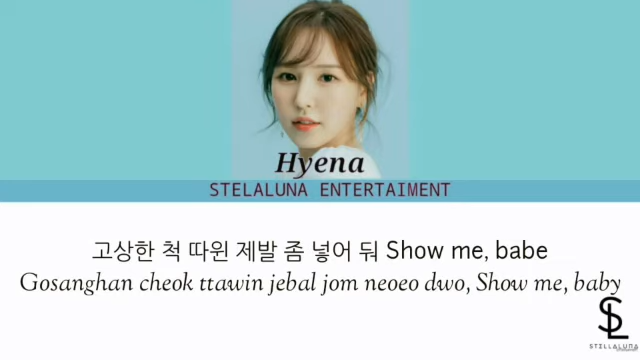 Hyena
STELALUNA ENTERTAIMENT
고상한 척 따윈 제발 좀 넣어 둬 Show me, babe
Gosanghan cheok ttawin jebal jom neoeo dwo, Show me, baby
SL
STELLALUNA